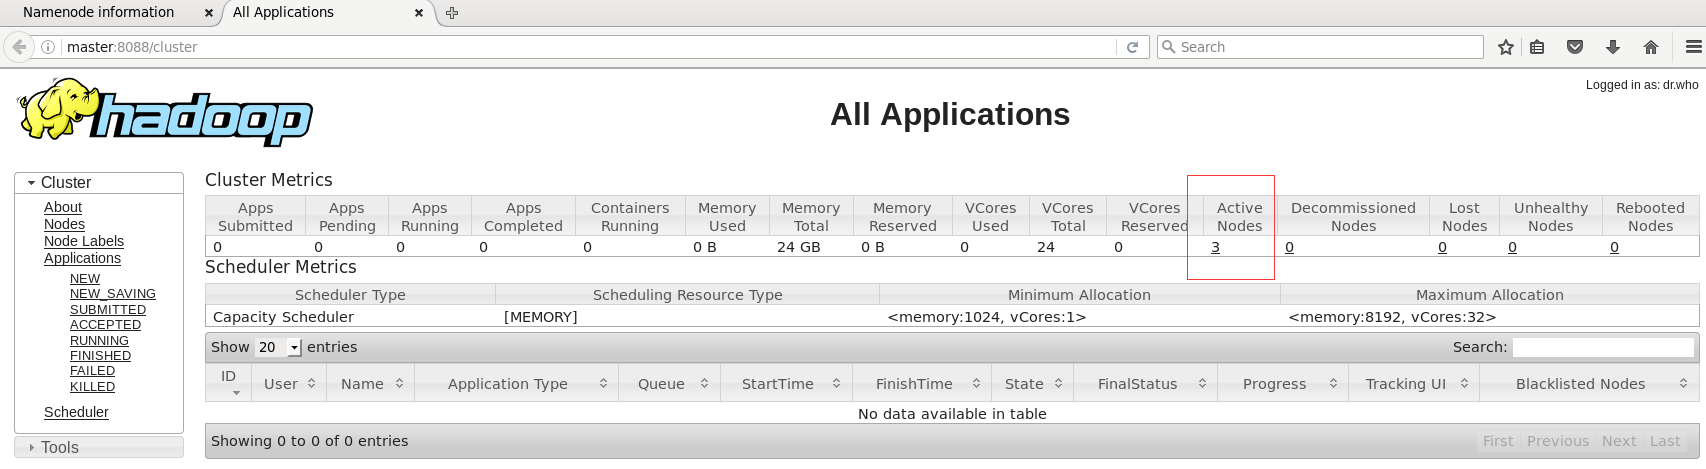 Namenode information
All Applications
master:8088/cluster
Search
hadoop
All Applications
Logged in as: dr.who
Cluster
About
Nodes
Node Labels
Applications
NEW
NEW_SAVING
SUBMITTED
ACCEPTED
RUNNING
FINISHED
FAILED
KILLED
Scheduler
Tools
Cluster Metrics
Apps Submitted Apps Pending Apps Running Apps Completed Containers Running Memory Used Memory Total Memory Reserved VCores Used VCores Total VCores Reserved Active Nodes Decommissioned Nodes Lost Nodes Unhealthy Nodes Rebooted Nodes
0 0 0 0 0 0 B 24 GB 0 B 0 24 0 3 0 0 0 0
Scheduler Metrics
Scheduler Type Scheduling Resource Type Minimum Allocation Maximum Allocation
Capacity Scheduler [MEMORY] <memory:1024, vCores:1> <memory:8192, vCores:32>
Show 20 entries Search:
ID User Name Application Type Queue StartTime FinishTime State FinalStatus Progress Tracking UI Blacklisted Nodes
No data available in table
Showing 0 to 0 of 0 entries First Previous Next Last